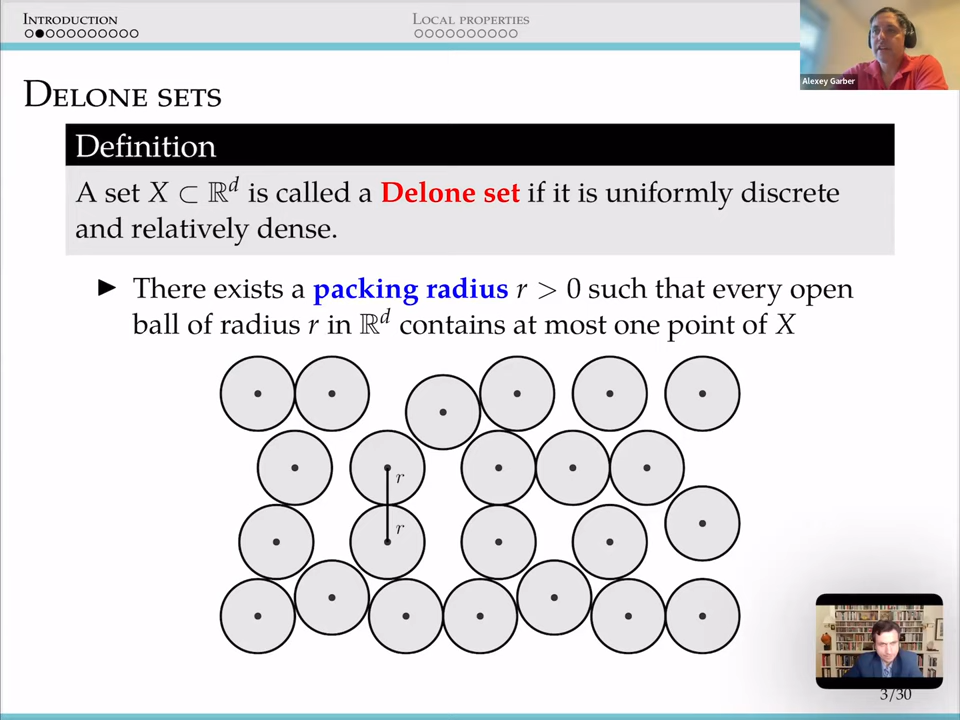 INTRODUCTION
LOCAL PROPERTIES
Alexey Garber
DELONE SETS
Definition
A set X ⊂ ℝᵈ is called a Delone set if it is uniformly discrete
and relatively dense.
▶ There exists a packing radius r > 0 such that every open
ball of radius r in ℝᵈ contains at most one point of X
r
r
3/30